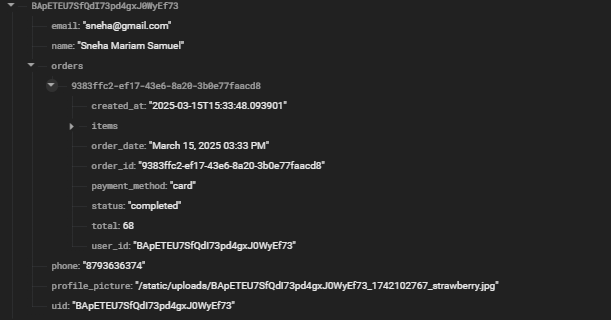 BApETEU7SfQdI73pd4gxJ0WyEf73
email: "sneha@gmail.com"
name: "Sneha Mariam Samuel"
orders
9383ffc2-ef17-43e6-8a20-3b0e77faacd8
created_at: "2025-03-15T15:33:48.093901"
items
order_date: "March 15, 2025 03:33 PM"
order_id: "9383ffc2-ef17-43e6-8a20-3b0e77faacd8"
payment_method: "card"
status: "completed"
total: 68
user_id: "BApETEU7SfQdI73pd4gxJ0WyEf73"
phone: "8793636374"
profile_picture: "/static/uploads/BApETEU7SfQdI73pd4gxJ0WyEf73_1742102767_strawberry.jpg"
uid: "BApETEU7SfQdI73pd4gxJ0WyEf73"